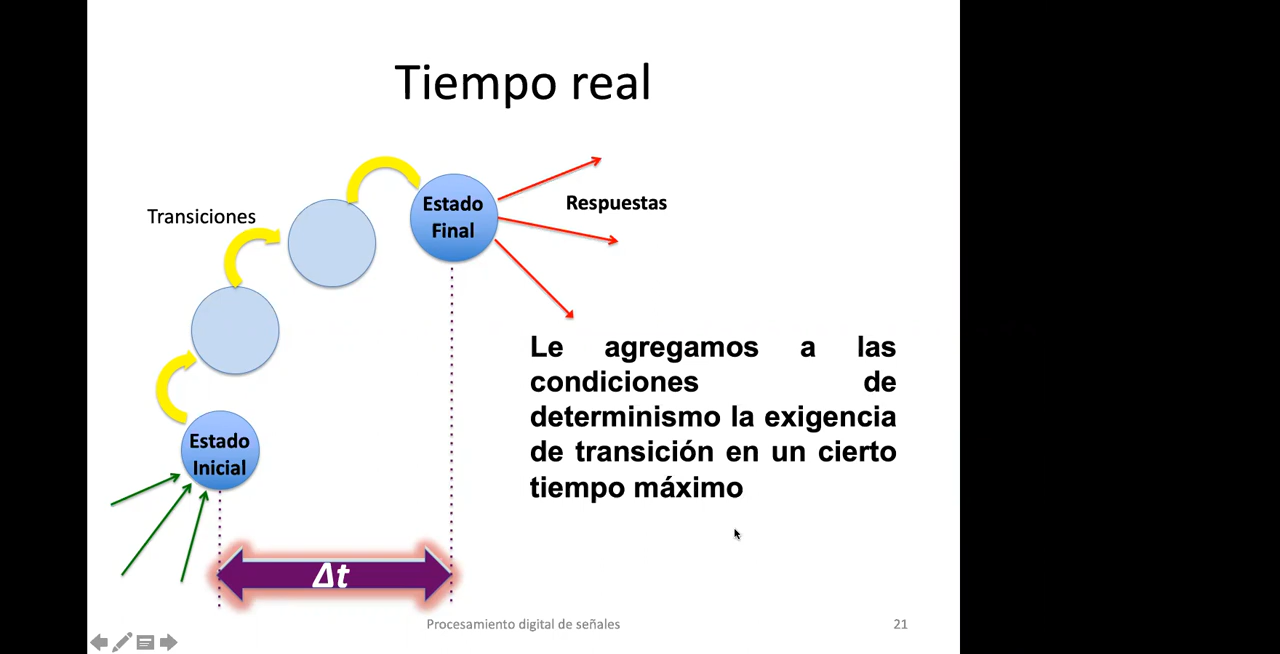 Tiempo real
Transiciones
Estado
Final
Respuestas
Estado
Inicial
Le agregamos a las
condiciones de
determinismo la exigencia
de transición en un cierto
tiempo máximo
Δt
Procesamiento digital de señales
21